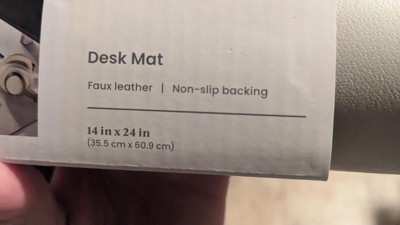 Desk Mat
Faux leather | Non-slip backing
14 in x 24 in
(35.5 cm x 60.9 cm)